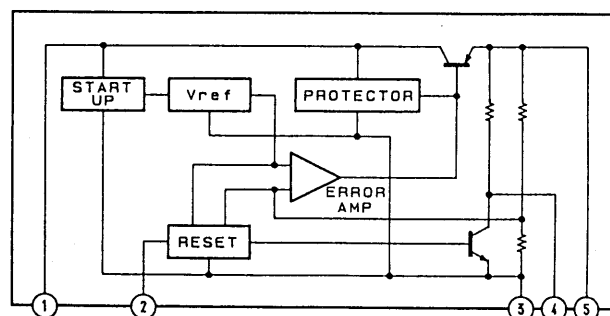 START
UP
Vref
PROTECTOR
ERROR
AMP
RESET
1 2 3 4 5